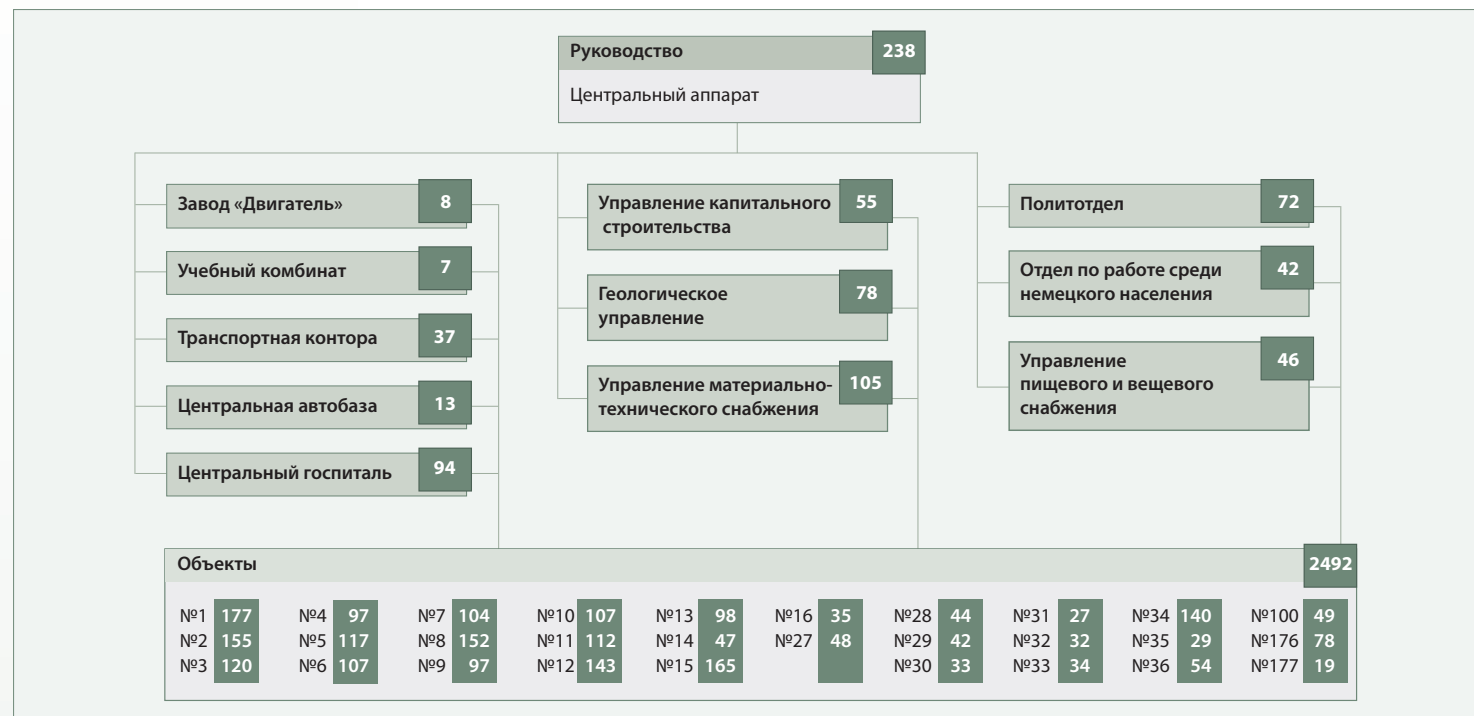 Руководство
238
Центральный аппарат
Завод «Двигатель»
8
Учебный комбинат
7
Транспортная контора
37
Центральная автобаза
13
Центральный госпиталь
94
Управление капитального
строительства
55
Геологическое
управление
78
Управление материально-
технического снабжения
105
Политотдел
72
Отдел по работе среди
немецкого населения
42
Управление
пищевого и вещевого
снабжения
46
Объекты
2492
№1 177 №4 97 №7 104 №10 107 №13 98 №16 35 №28 44 №31 27 №34 140 №100 49
№2 155 №5 117 №8 152 №11 112 №14 47 №27 48 №29 42 №32 32 №35 29 №176 78
№3 120 №6 107 №9 97 №12 143 №15 165 №30 33 №33 34 №36 54 №177 19